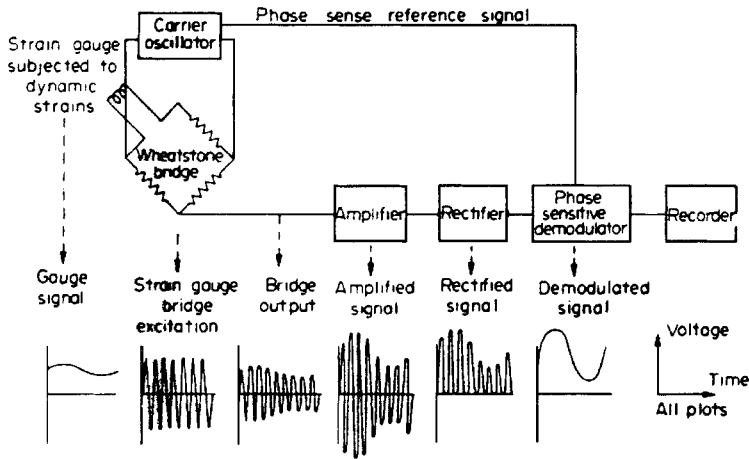 Phase sense reference signal
Carrier
oscillator
Strain gauge
subjected to
dynamic
strains
Wheatstone
bridge
Amplifier
Rectifier
Phase
sensitive
demodulator
Recorder
Gauge
signal
Strain gauge
bridge
excitation
Bridge
output
Amplified
signal
Rectified
signal
Demodulated
signal
Voltage
Time
All plots